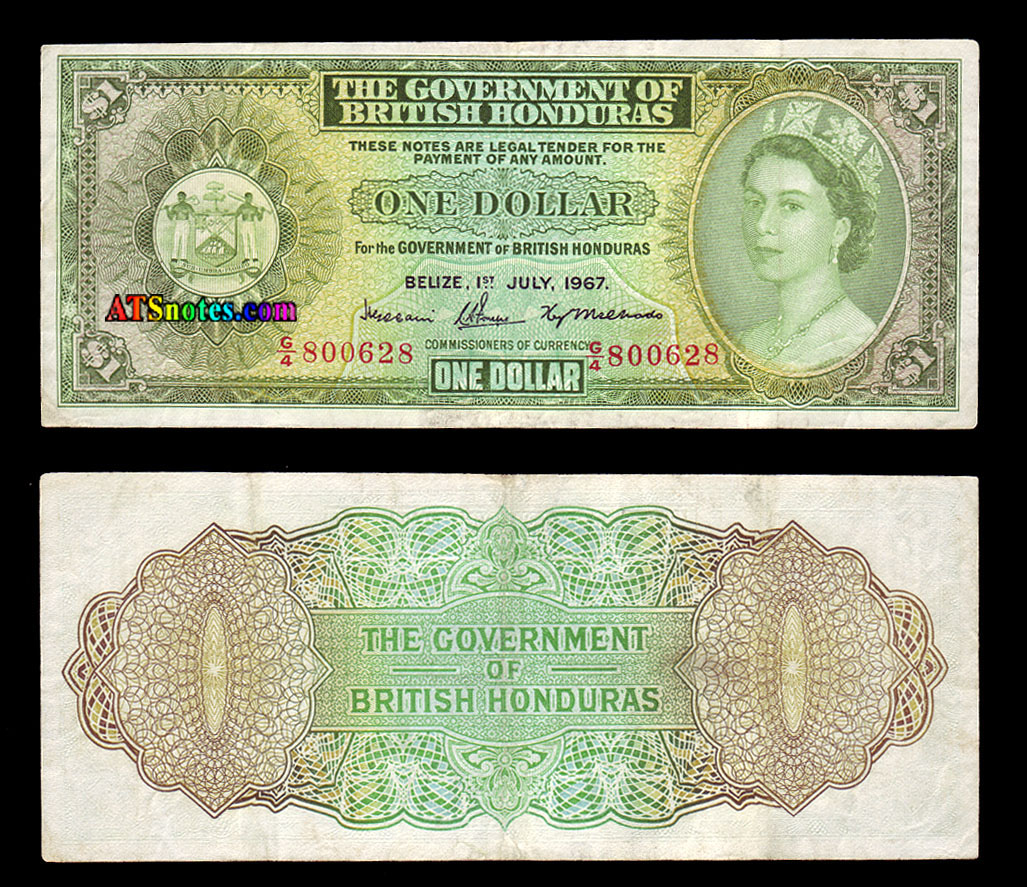 1 1
THE GOVERNMENT OF
BRITISH HONDURAS
THESE NOTES ARE LEGAL TENDER FOR THE
PAYMENT OF ANY AMOUNT.
ONE DOLLAR
For the GOVERNMENT OF BRITISH HONDURAS
BELIZE, 1ST JULY, 1967.
ATSnotes.com
G/4 800628 COMMISSIONERS OF CURRENCY G/4 800628
ONE DOLLAR
1 1
THE GOVERNMENT
OF
BRITISH HONDURAS